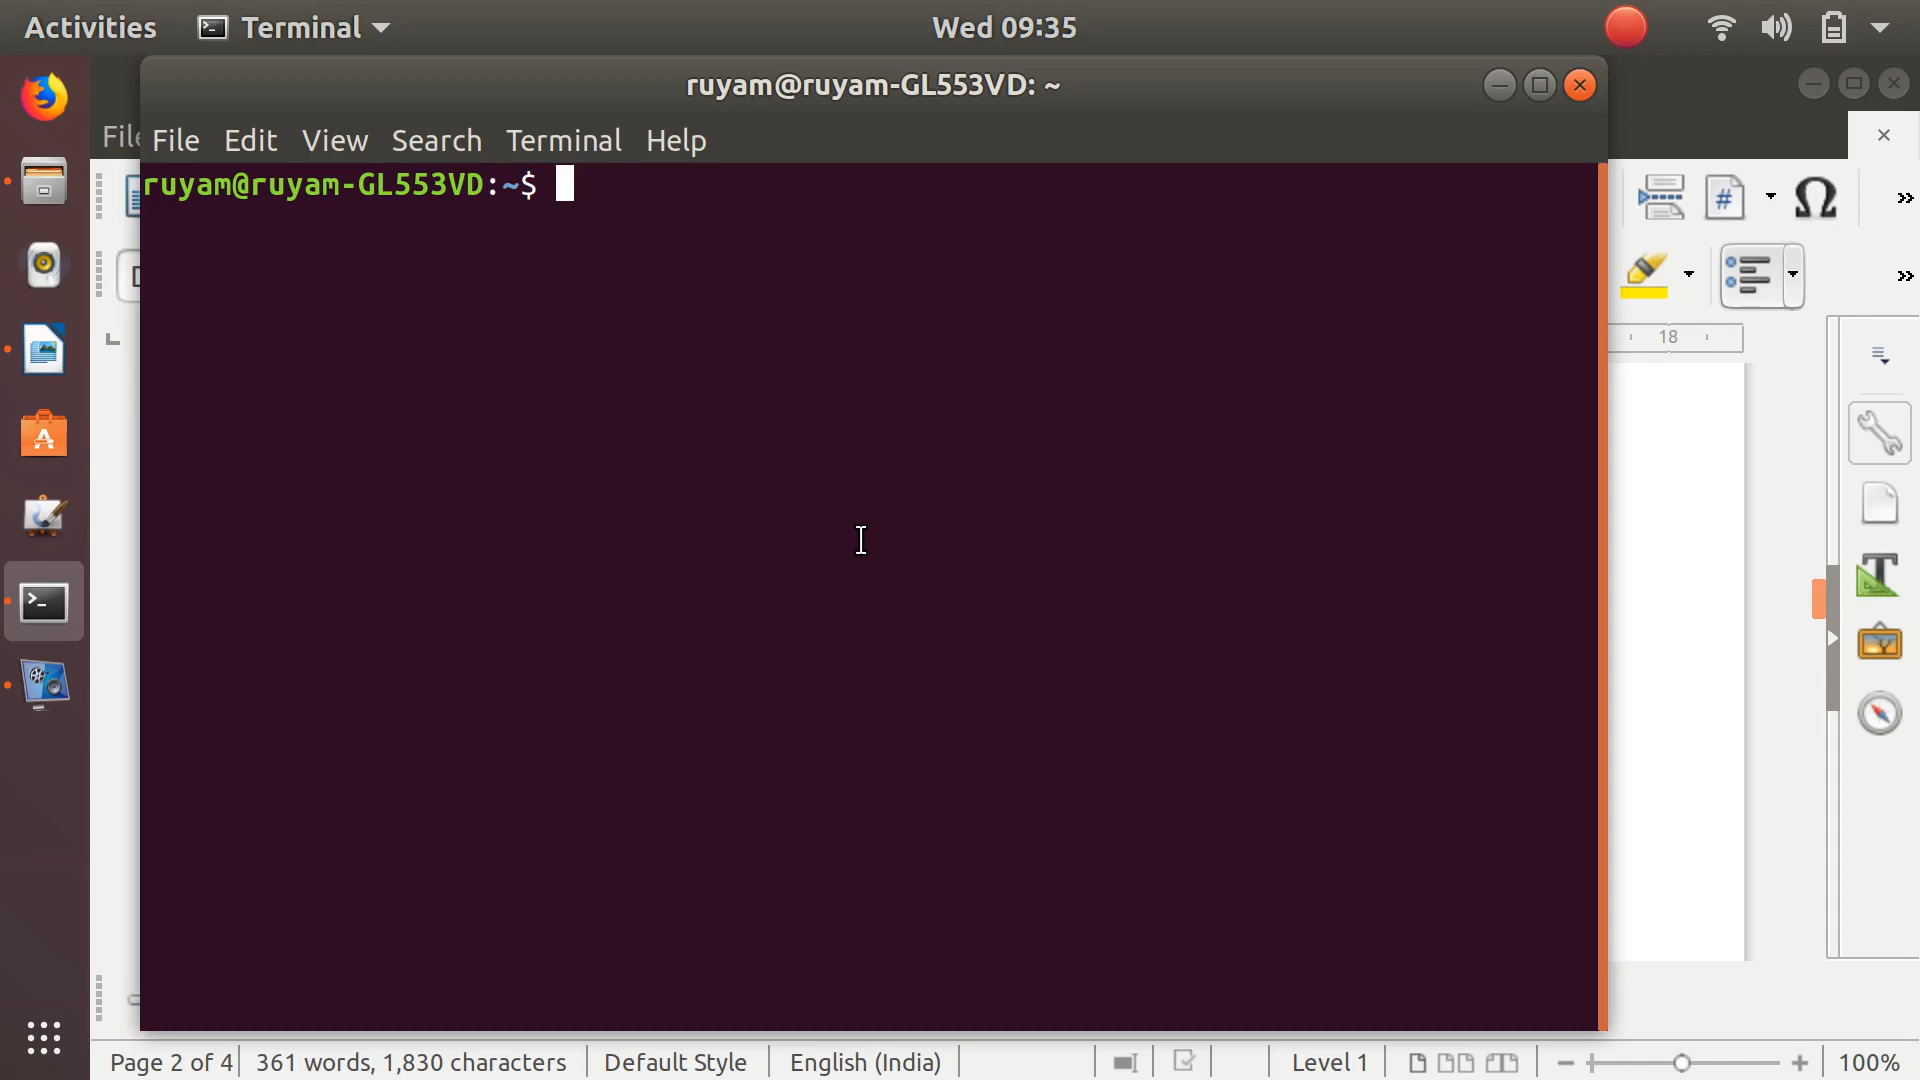 Activities Terminal Wed 09:35
ruyam@ruyam-GL553VD: ~
File Edit View Search Terminal Help
ruyam@ruyam-GL553VD:~$
18
Page 2 of 4 361 words, 1,830 characters Default Style English (India) Level 1 100%